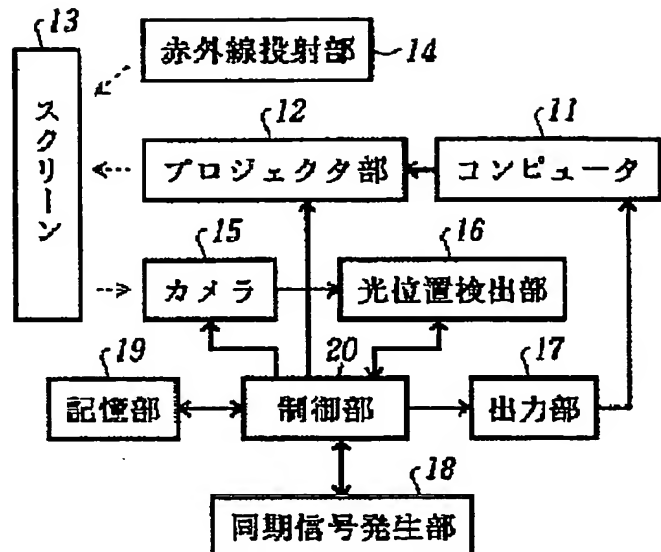 13
赤外線投射部
14
スクリーン
12
11
プロジェクタ部
コンピュータ
15
16
カメラ
光位置検出部
19
20
17
記憶部
制御部
出力部
18
同期信号発生部